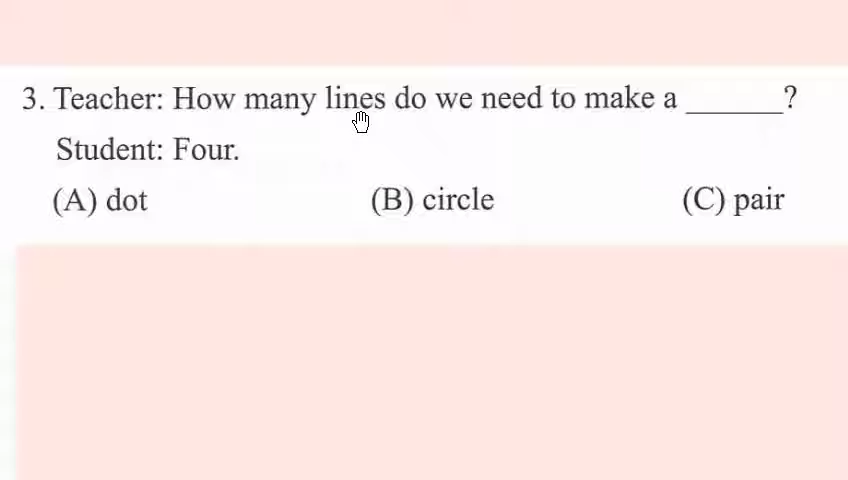 3. Teacher: How many lines do we need to make a ______?
Student: Four.
(A) dot (B) circle (C) pair